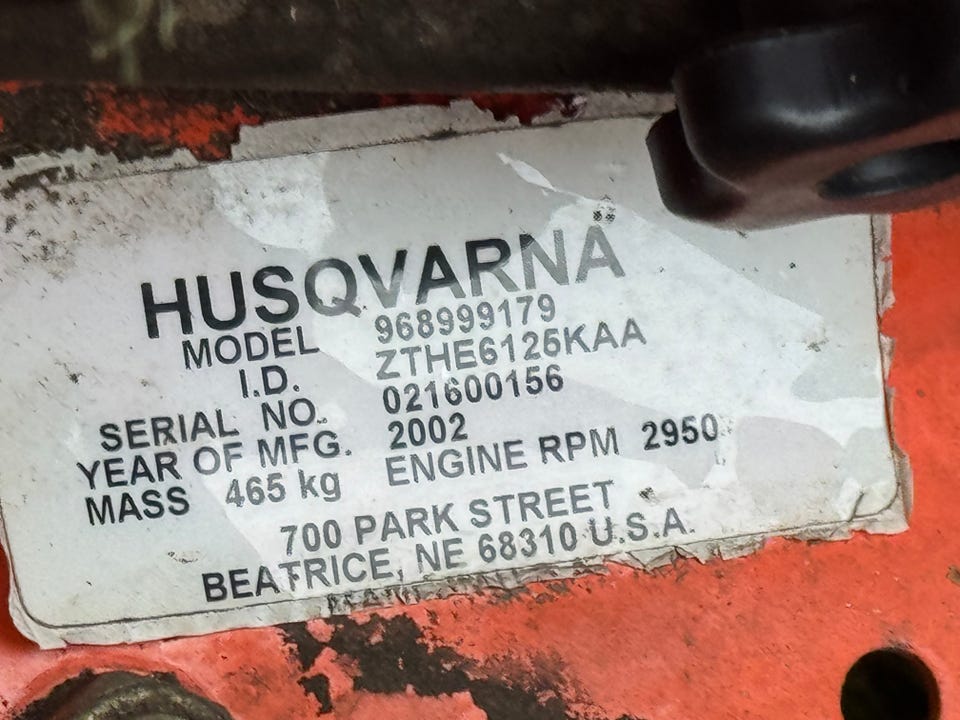 HUSQVARNA
MODEL 968999179
I.D. ZTHE6126KAA
SERIAL NO. 021600156
YEAR OF MFG. 2002
MASS 465 kg ENGINE RPM 2950
700 PARK STREET
BEATRICE, NE 68310 U.S.A.